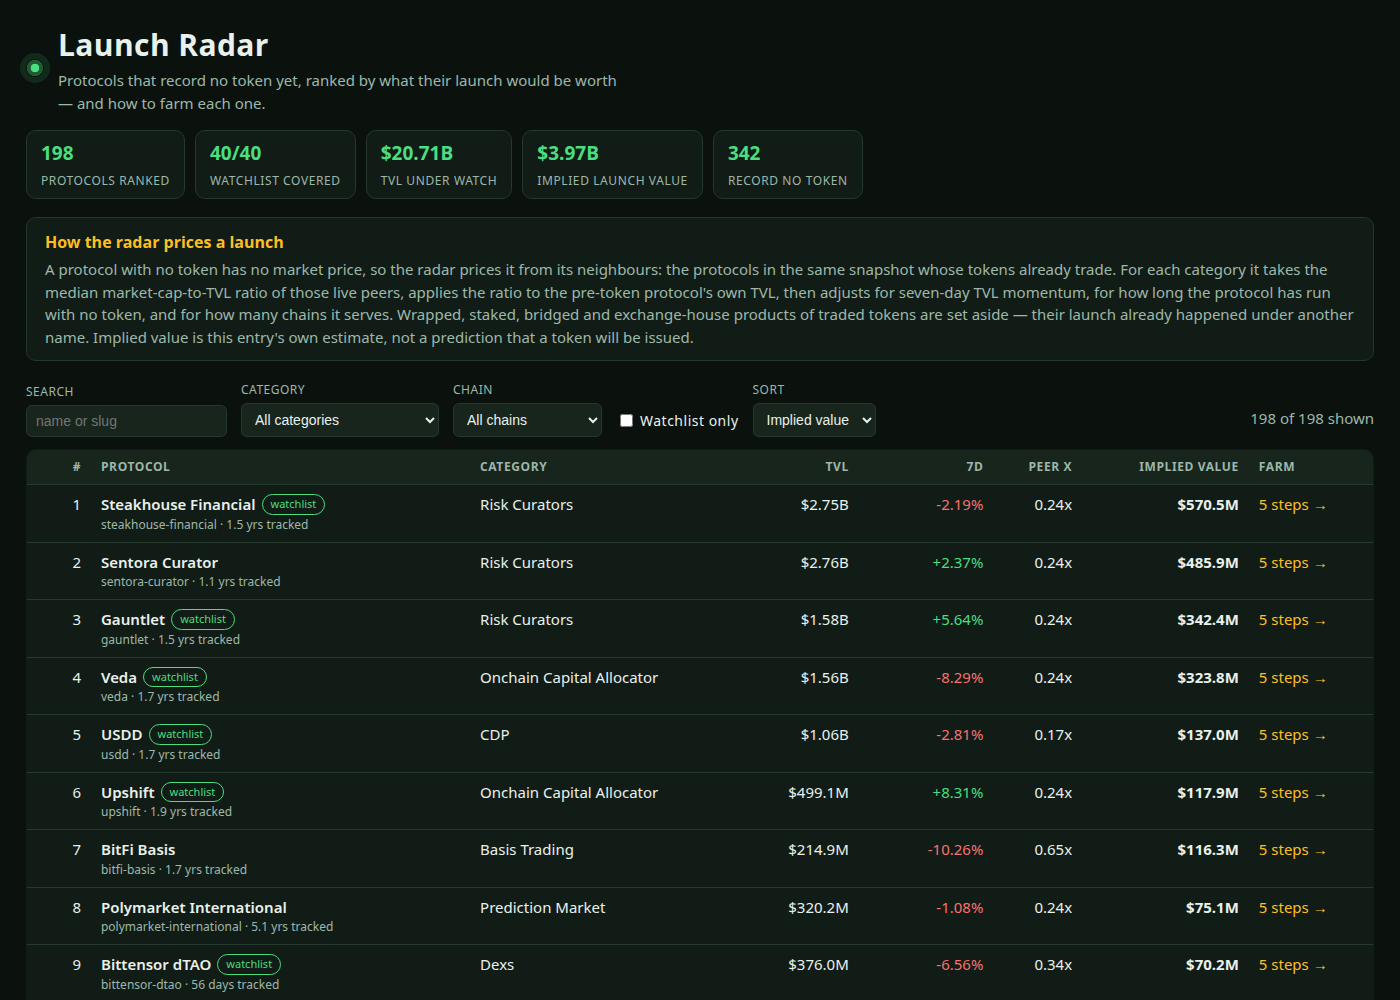 Launch Radar
Protocols that record no token yet, ranked by what their launch would be worth
— and how to farm each one.
198
PROTOCOLS RANKED
40/40
WATCHLIST COVERED
$20.71B
TVL UNDER WATCH
$3.97B
IMPLIED LAUNCH VALUE
342
RECORD NO TOKEN
How the radar prices a launch
A protocol with no token has no market price, so the radar prices it from its neighbours: the protocols in the same snapshot whose tokens already trade. For each category it takes the
median market-cap-to-TVL ratio of those live peers, applies the ratio to the pre-token protocol's own TVL, then adjusts for seven-day TVL momentum, for how long the protocol has run
with no token, and for how many chains it serves. Wrapped, staked, bridged and exchange-house products of traded tokens are set aside — their launch already happened under another
name. Implied value is this entry's own estimate, not a prediction that a token will be issued.
SEARCH
name or slug
CATEGORY
All categories
CHAIN
All chains
Watchlist only
SORT
Implied value
198 of 198 shown
# PROTOCOL CATEGORY TVL 7D PEER X IMPLIED VALUE FARM
1 Steakhouse Financial watchlist Risk Curators $2.75B -2.19% 0.24x $570.5M 5 steps →
steakhouse-financial · 1.5 yrs tracked
2 Sentora Curator Risk Curators $2.76B +2.37% 0.24x $485.9M 5 steps →
sentora-curator · 1.1 yrs tracked
3 Gauntlet watchlist Risk Curators $1.58B +5.64% 0.24x $342.4M 5 steps →
gauntlet · 1.5 yrs tracked
4 Veda watchlist Onchain Capital Allocator $1.56B -8.29% 0.24x $323.8M 5 steps →
veda · 1.7 yrs tracked
5 USDD watchlist CDP $1.06B -2.81% 0.17x $137.0M 5 steps →
usdd · 1.7 yrs tracked
6 Upshift watchlist Onchain Capital Allocator $499.1M +8.31% 0.24x $117.9M 5 steps →
upshift · 1.9 yrs tracked
7 BitFi Basis Basis Trading $214.9M -10.26% 0.65x $116.3M 5 steps →
bitfi-basis · 1.7 yrs tracked
8 Polymarket International Prediction Market $320.2M -1.08% 0.24x $75.1M 5 steps →
polymarket-international · 5.1 yrs tracked
9 Bittensor dTAO watchlist Dexs $376.0M -6.56% 0.34x $70.2M 5 steps →
bittensor-dtao · 56 days tracked